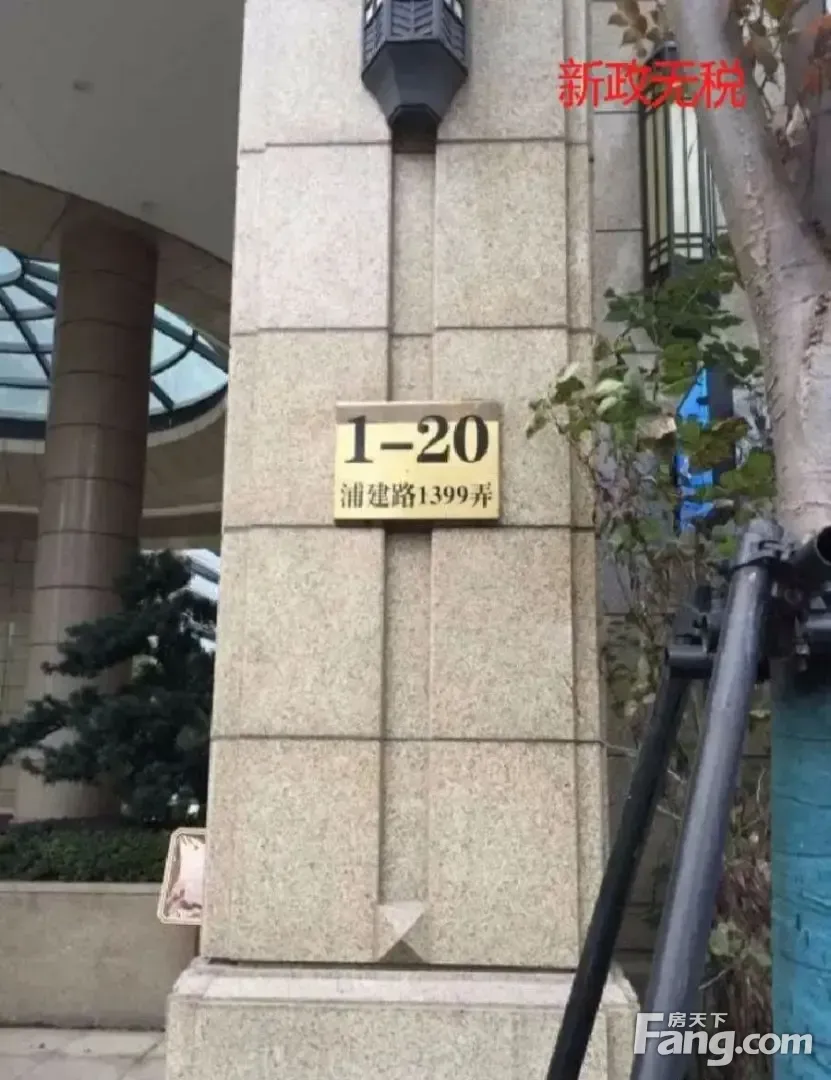 新政无税
1-20
浦建路1399弄
房天下
Fang.com